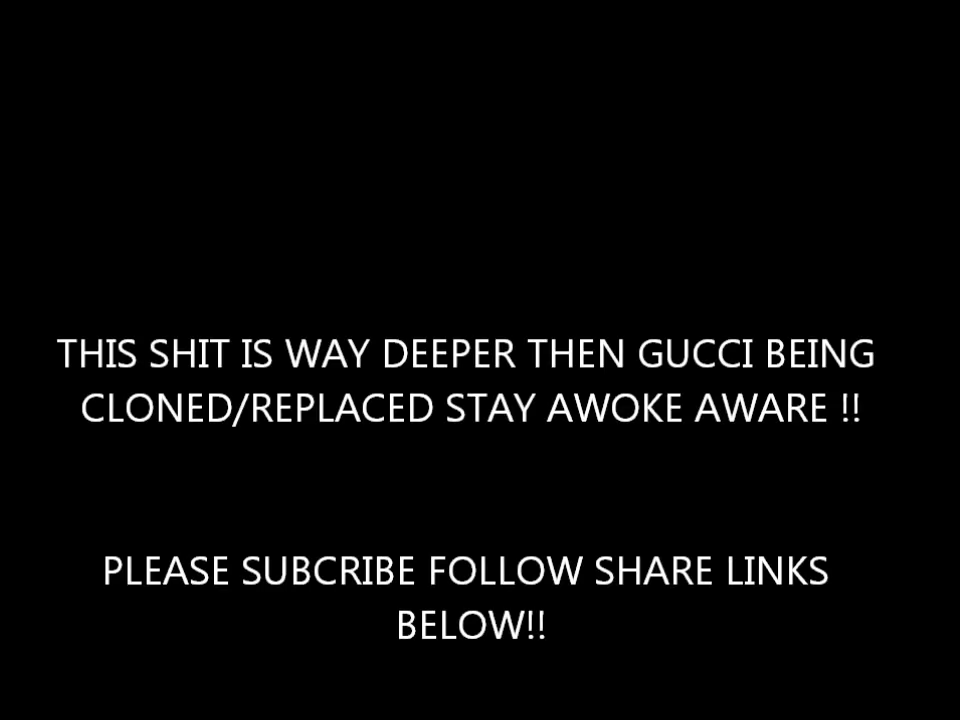 THIS SHIT IS WAY DEEPER THEN GUCCI BEING
CLONED/REPLACED STAY AWOKE AWARE !!
PLEASE SUBCRIBE FOLLOW SHARE LINKS
BELOW!!